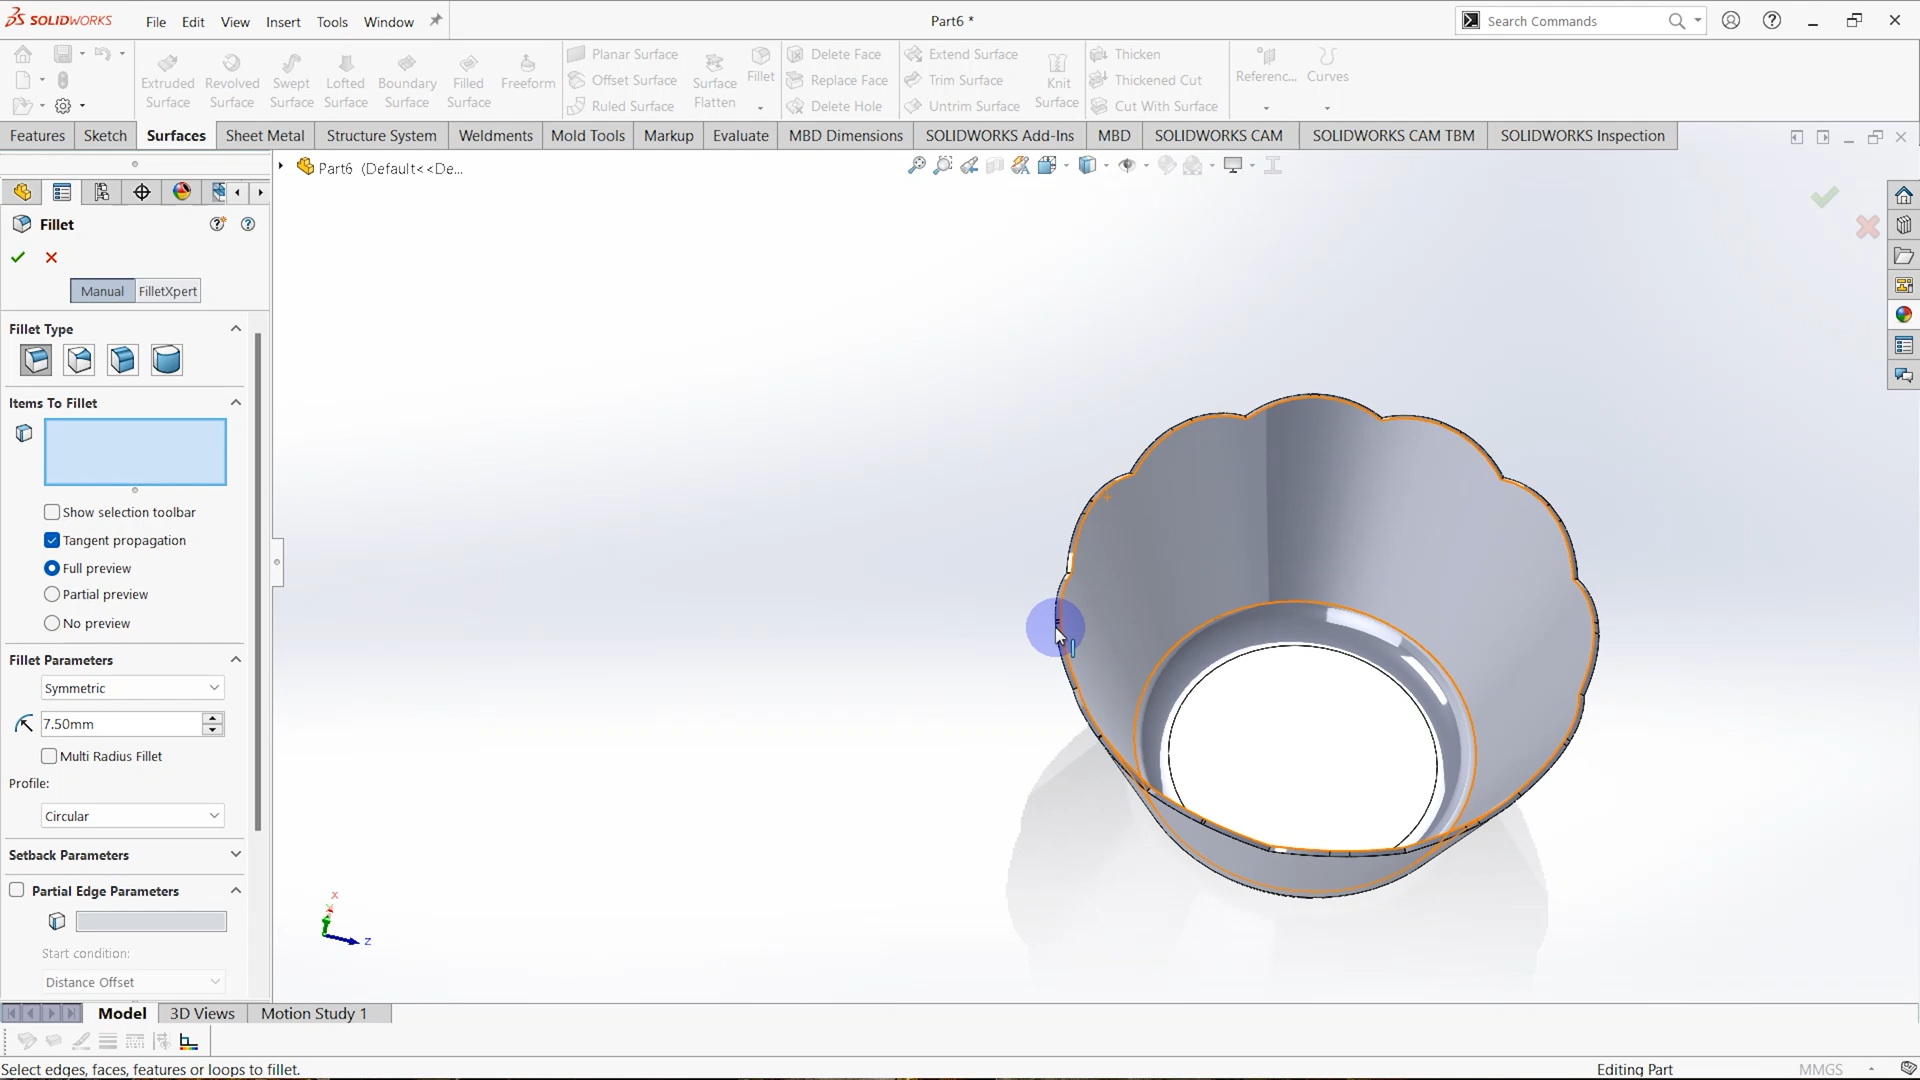 SOLIDWORKS
File
Edit
View
Insert
Tools
Window
Part6 *
Search Commands
Extruded Surface
Revolved Surface
Swept Surface
Lofted Surface
Boundary Surface
Filled Surface
Freeform
Planar Surface
Offset Surface
Ruled Surface
Surface Flatten
Fillet
Delete Face
Replace Face
Delete Hole
Extend Surface
Trim Surface
Untrim Surface
Knit Surface
Thicken
Thickened Cut
Cut With Surface
Referenc...
Curves
Features
Sketch
Surfaces
Sheet Metal
Structure System
Weldments
Mold Tools
Markup
Evaluate
MBD Dimensions
SOLIDWORKS Add-Ins
MBD
SOLIDWORKS CAM
SOLIDWORKS CAM TBM
SOLIDWORKS Inspection
Part6 (Default<<De...
Fillet
Manual
FilletXpert
Fillet Type
Items To Fillet
Show selection toolbar
Tangent propagation
Full preview
Partial preview
No preview
Fillet Parameters
Symmetric
7.50mm
Multi Radius Fillet
Profile:
Circular
Setback Parameters
Partial Edge Parameters
Start condition:
Distance Offset
X
Z
Model
3D Views
Motion Study 1
Select edges, faces, features or loops to fillet.
Editing Part
MMGS